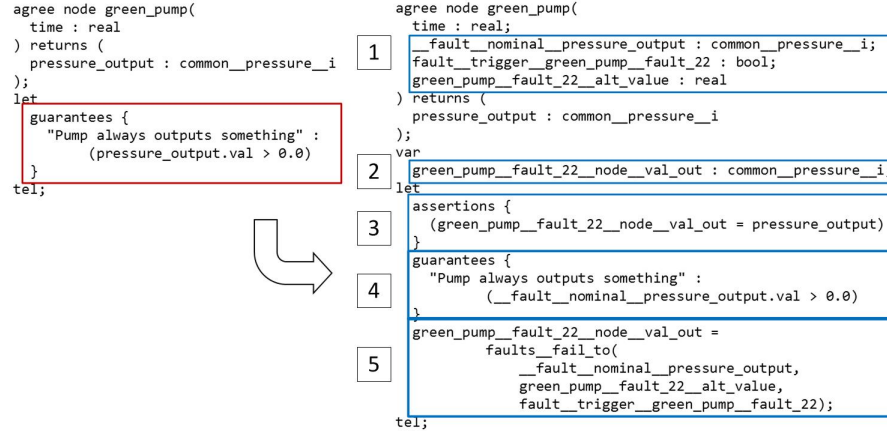 agree node green_pump(
time : real
) returns (
pressure_output : common__pressure__i
);
let
guarantees {
"Pump always outputs something" :
(pressure_output.val > 0.0)
}
tel;
agree node green_pump(
time : real;
1
__fault__nominal__pressure_output : common__pressure__i;
fault__trigger__green_pump__fault_22 : bool;
green_pump__fault_22__alt_value : real
) returns (
pressure_output : common__pressure__i
);
var
2
green_pump__fault_22__node__val_out : common__pressure__i;
let
3
assertions {
(green_pump__fault_22__node__val_out = pressure_output)
}
4
guarantees {
"Pump always outputs something" :
(__fault__nominal__pressure_output.val > 0.0)
}
5
green_pump__fault_22__node__val_out =
faults__fail_to(
__fault__nominal__pressure_output,
green_pump__fault_22__alt_value,
fault__trigger__green_pump__fault_22);
tel;